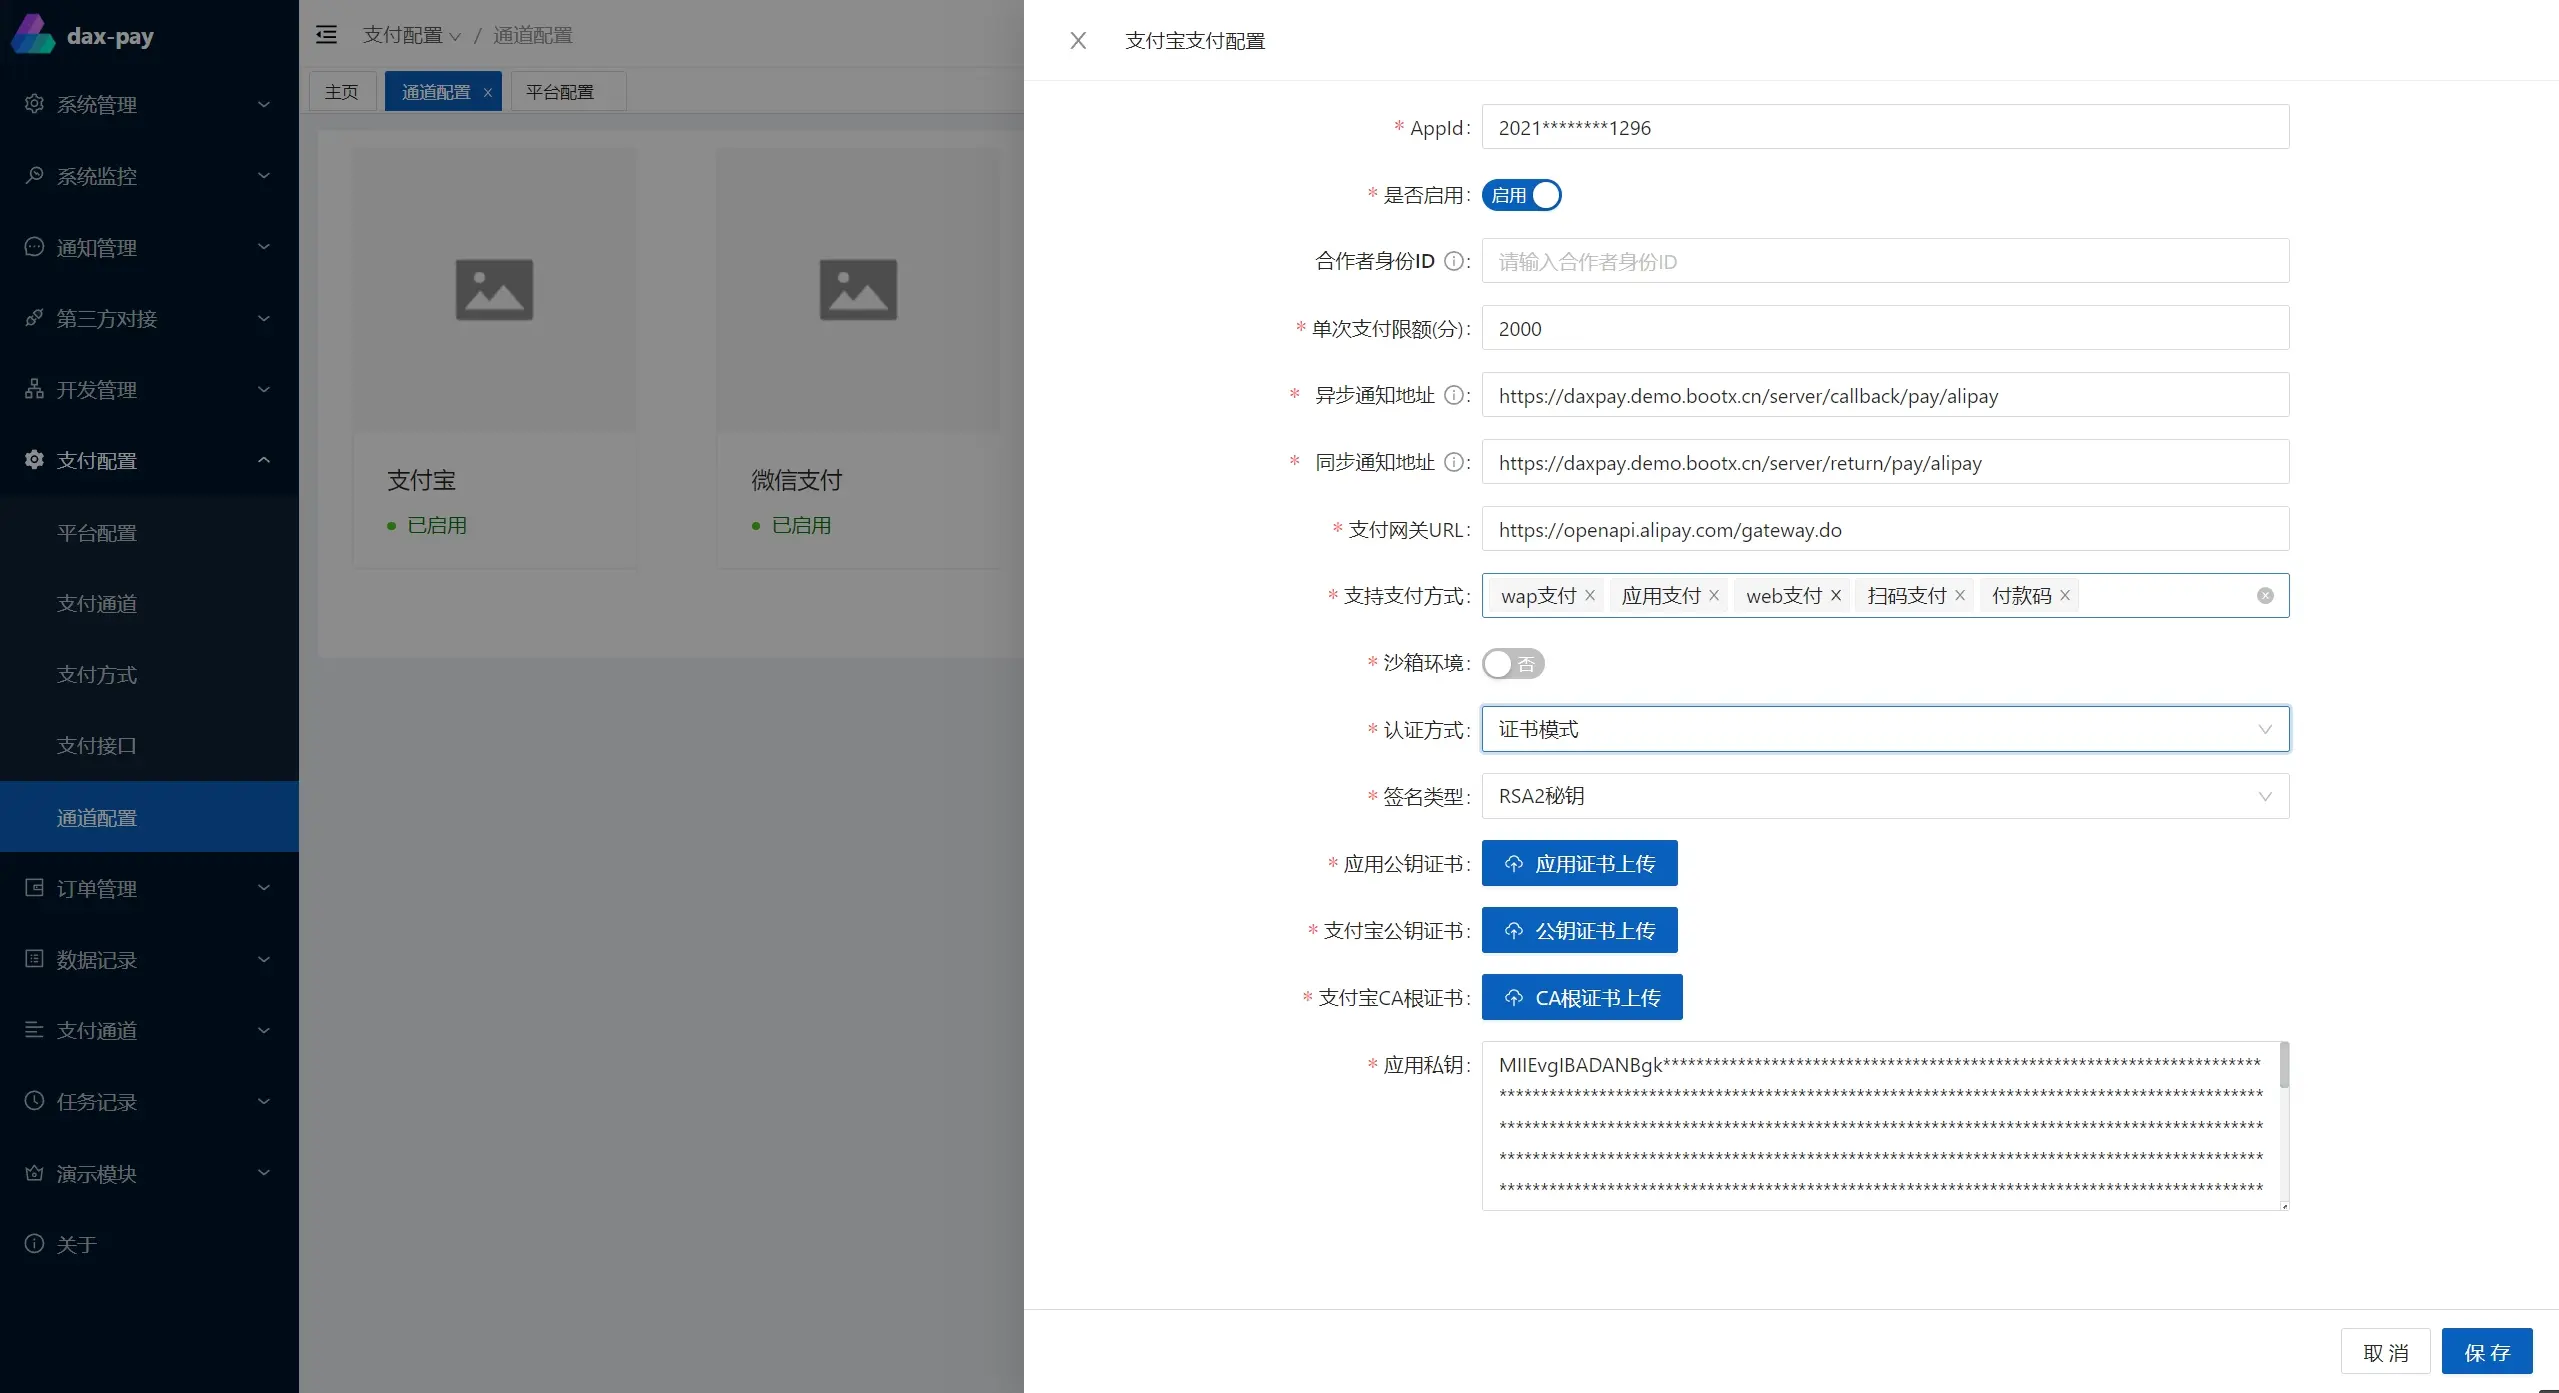 dax-pay
系统管理
系统监控
通知管理
第三方对接
开发管理
支付配置
平台配置
支付通道
支付方式
支付接口
通道配置
订单管理
数据记录
支付通道
任务记录
演示模块
关于
支付配置 / 通道配置
主页 通道配置 平台配置
支付宝
已启用
微信支付
已启用
支付宝支付配置
* AppId: 2021********1296
* 是否启用: 启用
合作者身份ID : 请输入合作者身份ID
* 单次支付限额(分): 2000
* 异步通知地址 : https://daxpay.demo.bootx.cn/server/callback/pay/alipay
* 同步通知地址 : https://daxpay.demo.bootx.cn/server/return/pay/alipay
* 支付网关URL: https://openapi.alipay.com/gateway.do
* 支持支付方式: wap支付 应用支付 web支付 扫码支付 付款码
* 沙箱环境: 否
* 认证方式: 证书模式
* 签名类型: RSA2秘钥
* 应用公钥证书: 应用证书上传
* 支付宝公钥证书: 公钥证书上传
* 支付宝CA根证书: CA根证书上传
* 应用私钥: MIIEvgIBADANBgk************************************************************************
********************************************************************************************
********************************************************************************************
********************************************************************************************
********************************************************************************************
取 消 保 存